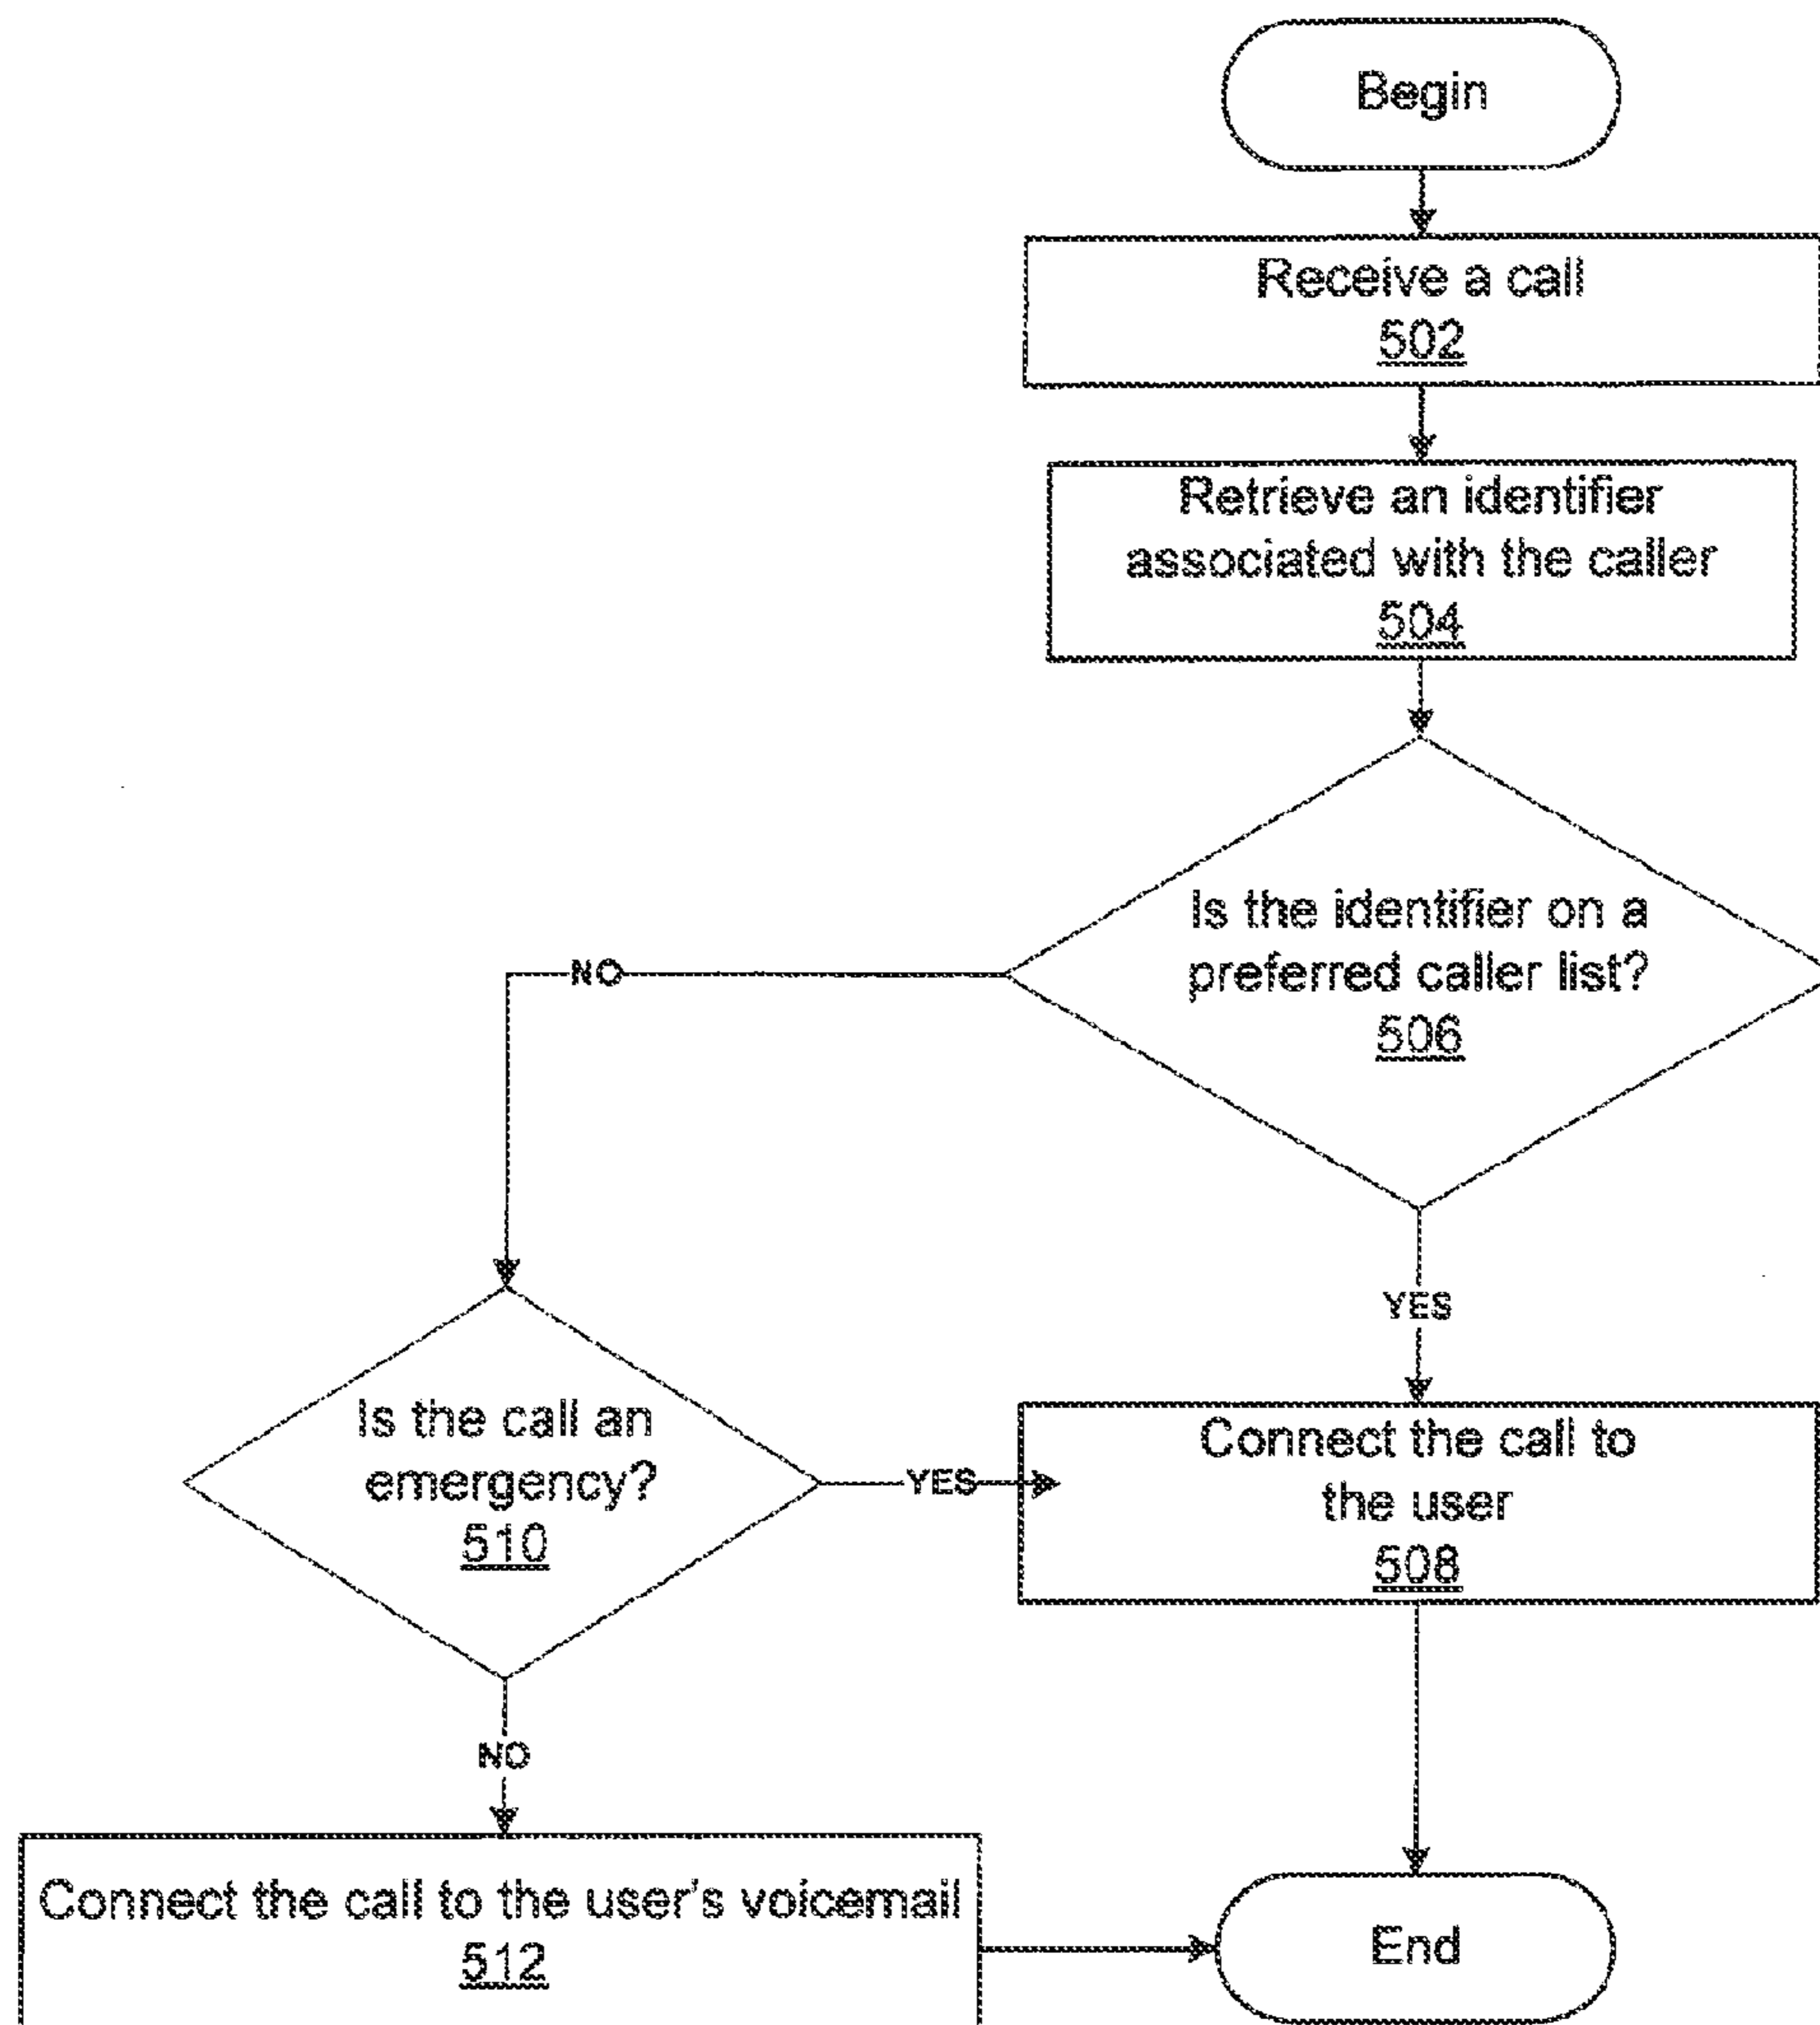 Begin
Receive a call
502
Retrieve an identifier
associated with the caller
504
Is the identifier on a
preferred caller list?
506
NO
YES
Is the call an
emergency?
510
YES
Connect the call to
the user
508
NO
Connect the call to the user's voicemail
512
End